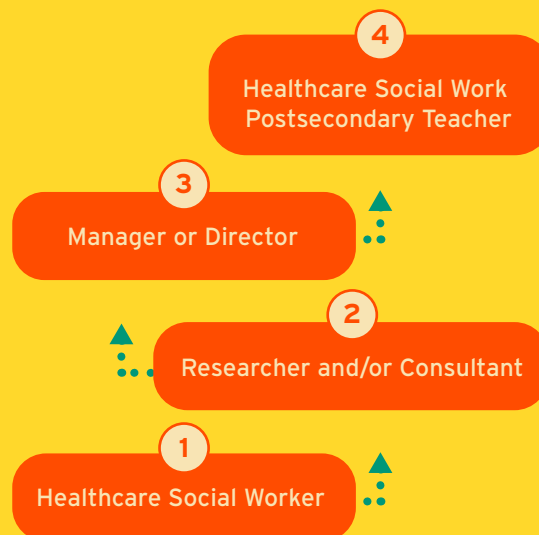 4
Healthcare Social Work
Postsecondary Teacher
3
Manager or Director
2
Researcher and/or Consultant
1
Healthcare Social Worker